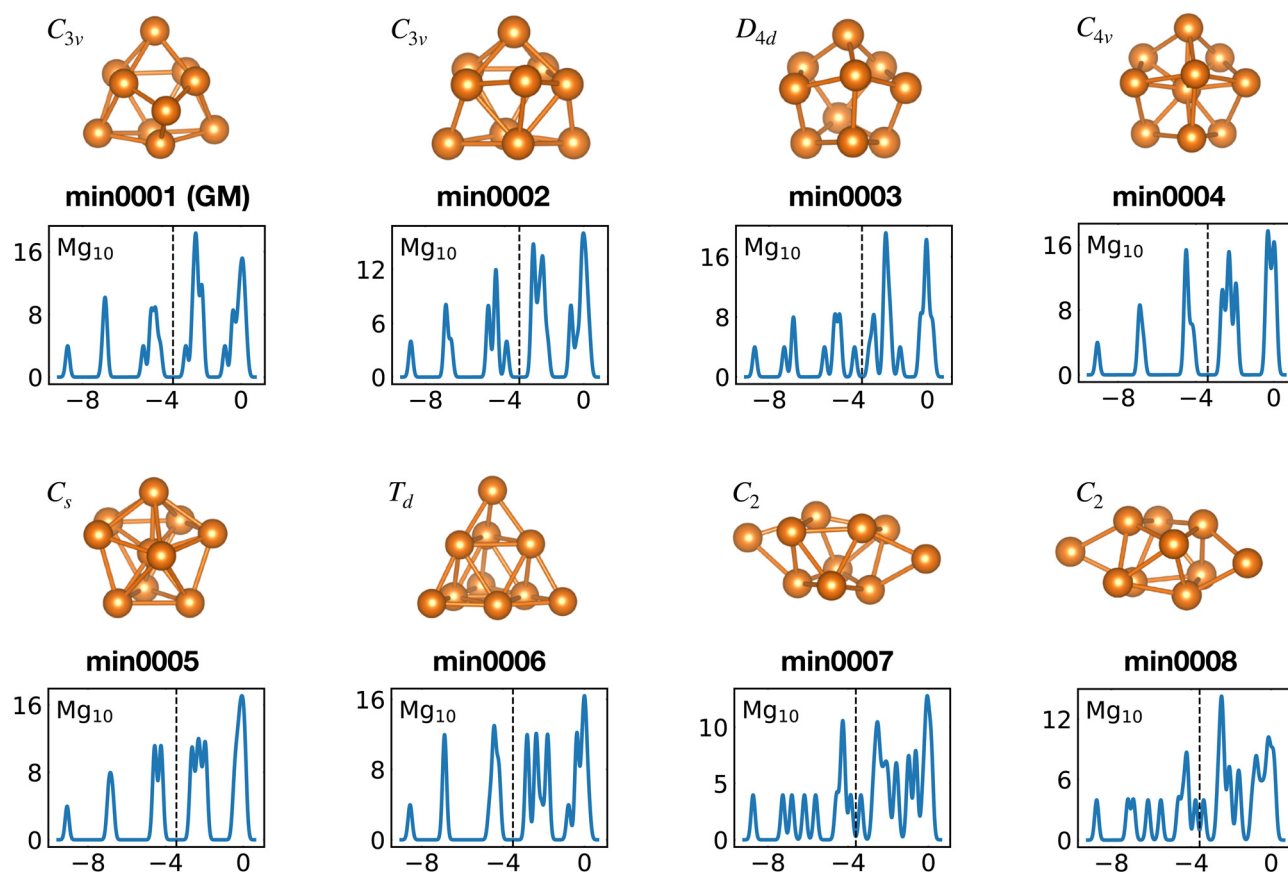 C₃ᵥ C₃ᵥ D₄d C₄ᵥ
min0001 (GM) min0002 min0003 min0004
Mg₁₀ Mg₁₀ Mg₁₀ Mg₁₀
16 12 16 16
8 6 8 8
0 0 0 0
−8 −4 0 −8 −4 0 −8 −4 0 −8 −4 0
Cₛ T_d C₂ C₂
min0005 min0006 min0007 min0008
Mg₁₀ Mg₁₀ Mg₁₀ Mg₁₀
16 16 10 12
8 8 5 6
0 0 0 0
−8 −4 0 −8 −4 0 −8 −4 0 −8 −4 0